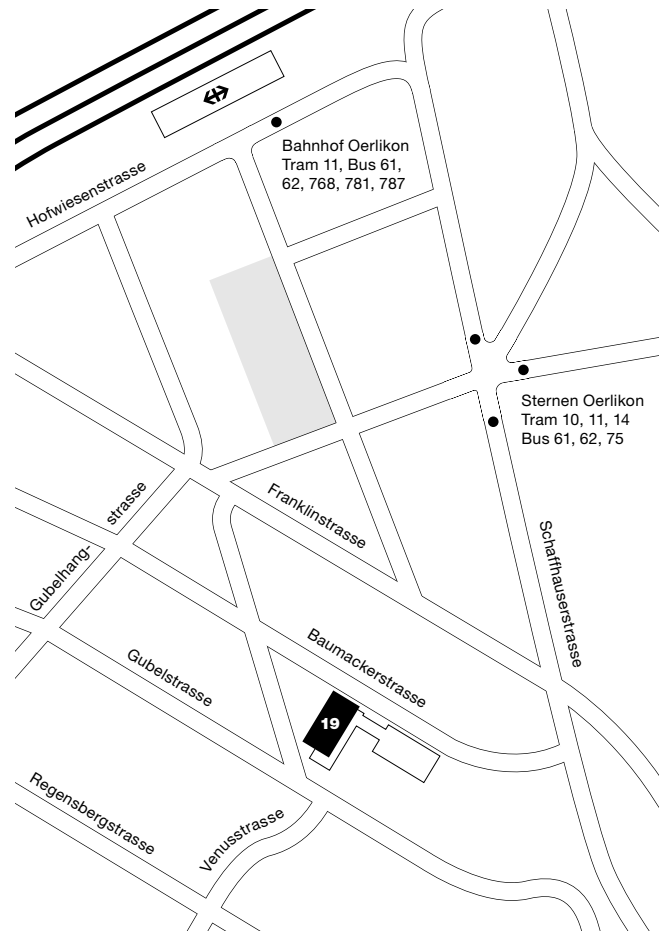 Bahnhof Oerlikon
Tram 11, Bus 61,
62, 768, 781, 787
Hofwiesenstrasse
Sternen Oerlikon
Tram 10, 11, 14
Bus 61, 62, 75
Gubelhang-
strasse
Franklinstrasse
Schaffhauserstrasse
Baumackerstrasse
Gubelstrasse
19
Regensbergstrasse
Venusstrasse